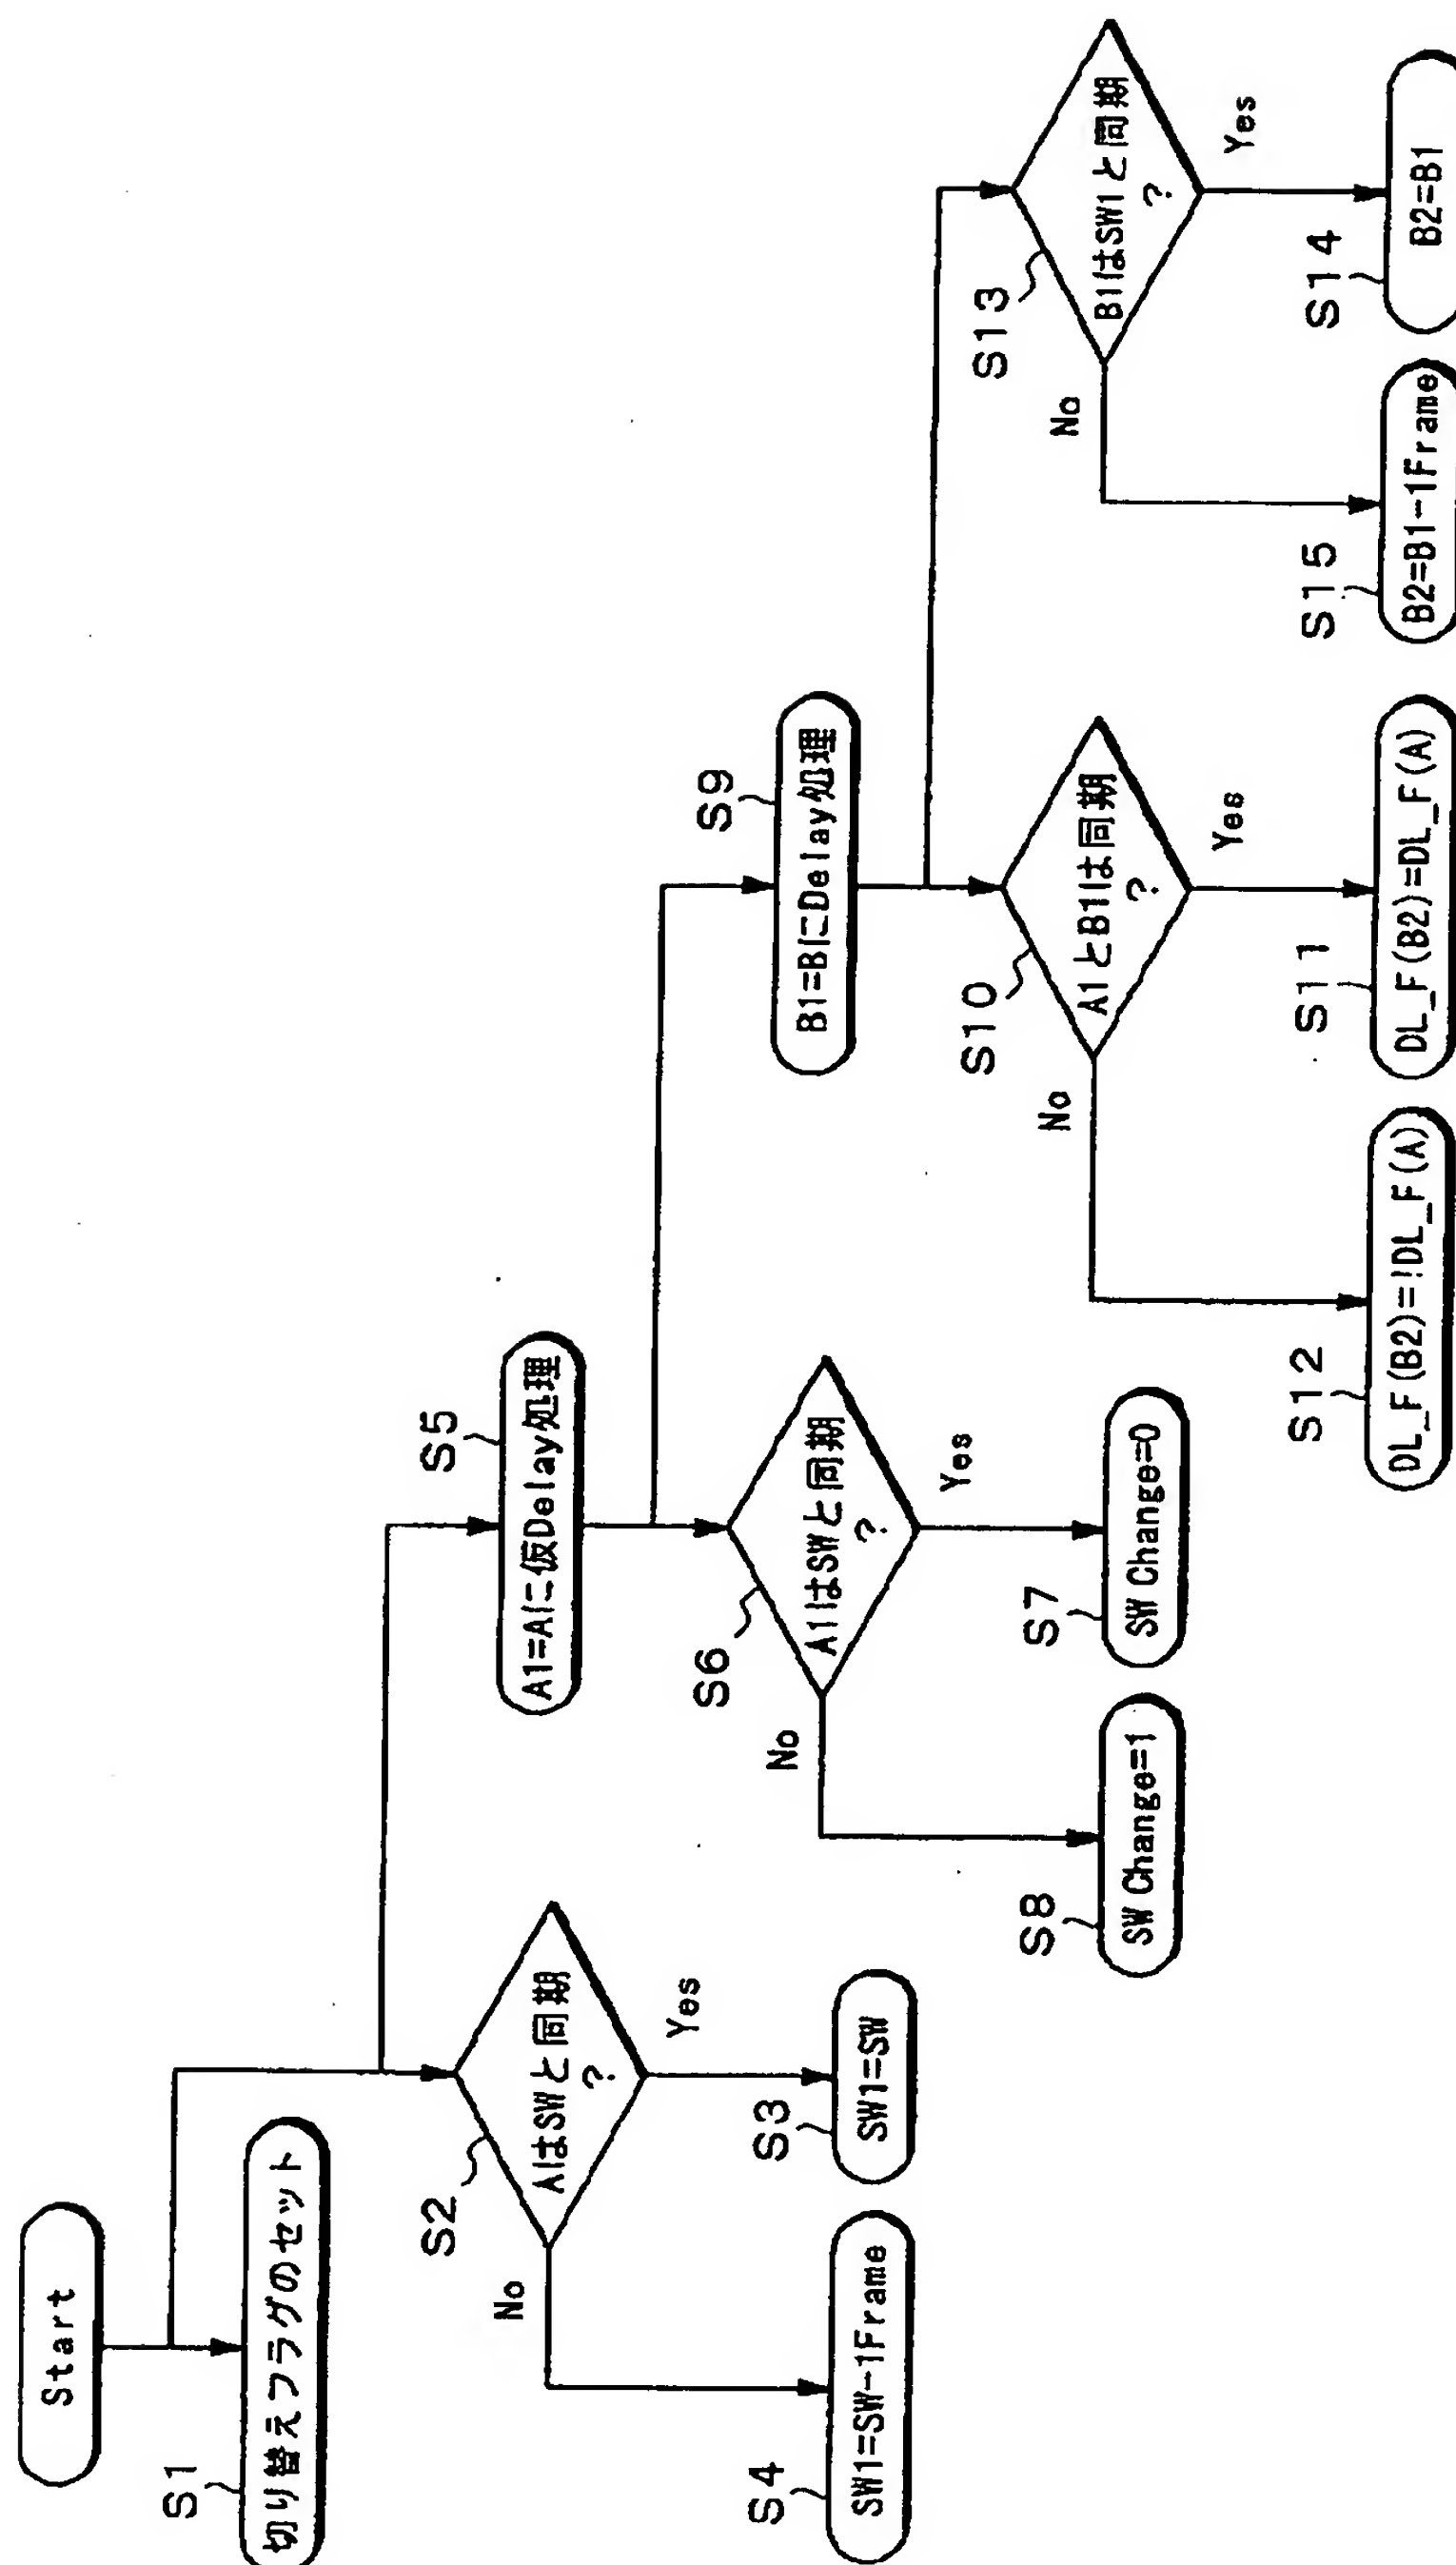 Start
S1
切り替えフラグのセット
S2
AはSWと同期
?
No
Yes
S4
SW1=SW-1Frame
S3
SW1=SW
S5
A1=Aに仮Delay処理
S6
A1はSWと同期
?
No
Yes
S8
SW Change=1
S7
SW Change=0
S9
B1=BにDelay処理
S10
A1とB1は同期
?
No
Yes
S12
DL_F(B2)=!DL_F(A)
S11
DL_F(B2)=DL_F(A)
S13
B1はSW1と同期
?
No
Yes
S15
B2=B1-1Frame
S14
B2=B1